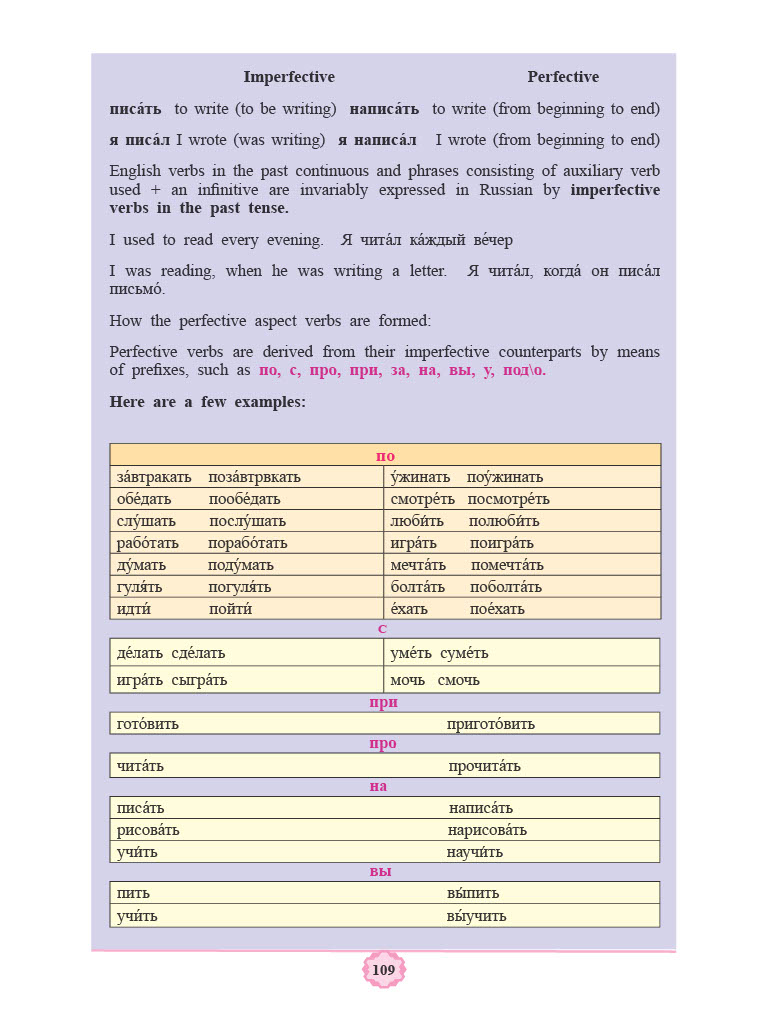 Imperfective Perfective
писа́ть to write (to be writing) написа́ть to write (from beginning to end)
я писа́л I wrote (was writing) я написа́л I wrote (from beginning to end)
English verbs in the past continuous and phrases consisting of auxiliary verb
used + an infinitive are invariably expressed in Russian by imperfective
verbs in the past tense.
I used to read every evening. Я чита́л ка́ждый ве́чер
I was reading, when he was writing a letter. Я чита́л, когда́ он писа́л
письмо́.
How the perfective aspect verbs are formed:
Perfective verbs are derived from their imperfective counterparts by means
of prefixes, such as по, с, про, при, за, на, вы, у, под\о.
Here are a few examples:
по
за́втракать поза́втрвкать у́жинать поу́жинать
обе́дать пообе́дать смотре́ть посмотре́ть
слу́шать послу́шать люби́ть полюби́ть
рабо́тать порабо́тать игра́ть поигра́ть
ду́мать поду́мать мечта́ть помечта́ть
гуля́ть погуля́ть болта́ть поболта́ть
идти́ пойти́ е́хать пое́хать
с
де́лать сде́лать уме́ть суме́ть
игра́ть сыгра́ть мочь смочь
при
гото́вить пригото́вить
про
чита́ть прочита́ть
на
писа́ть написа́ть
рисова́ть нарисова́ть
учи́ть научи́ть
вы
пить вы́пить
учи́ть вы́учить
109